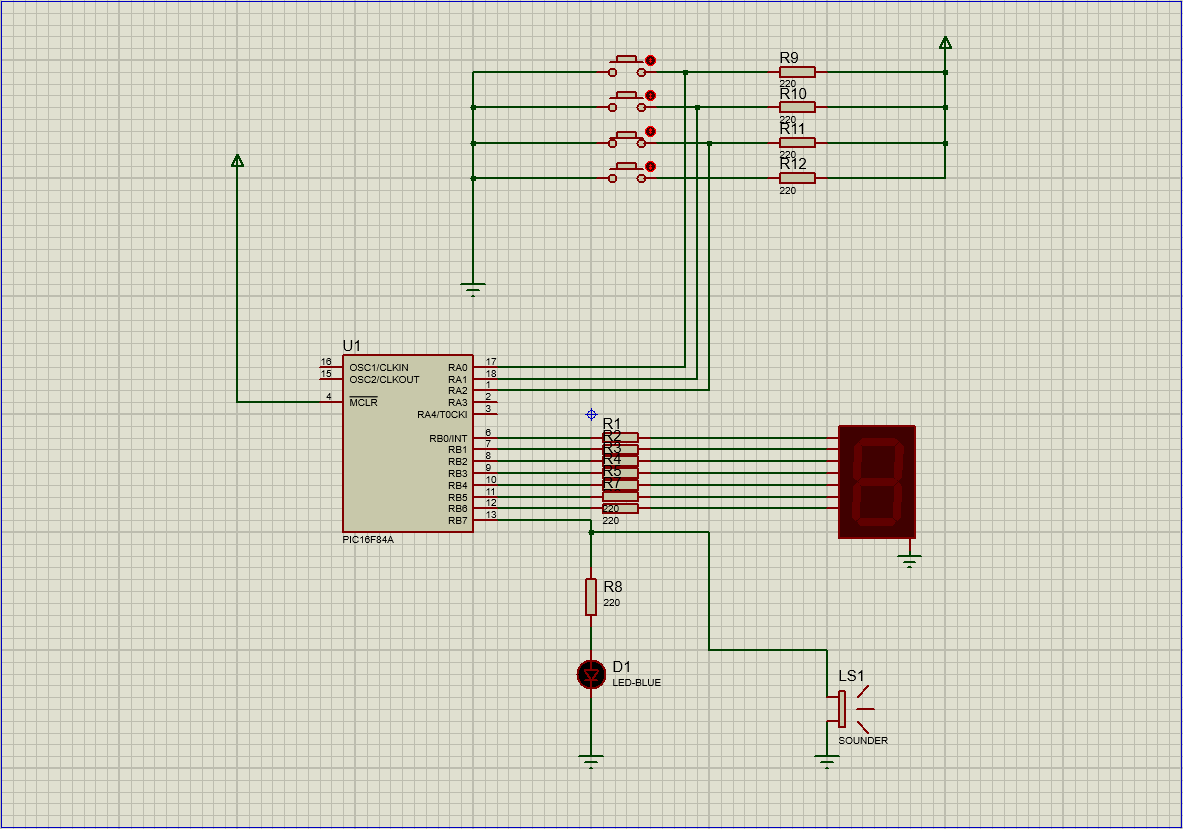 R9
220
R10
220
R11
220
R12
220
U1
16 OSC1/CLKIN RA0 17
15 OSC2/CLKOUT RA1 18
RA2 1
4 MCLR RA3 2
RA4/T0CKI 3
RB0/INT 6
RB1 7
RB2 8
RB3 9
RB4 10
RB5 11
RB6 12
RB7 13
PIC16F84A
R1
R2
R3
R4
R5
R7
220
220
R8
220
D1
LED-BLUE
LS1
SOUNDER